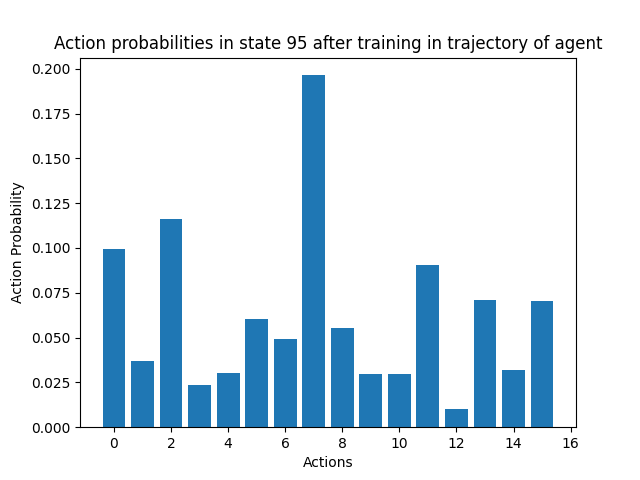 Action probabilities in state 95 after training in trajectory of agent
0.200
0.175
0.150
0.125
0.100
0.075
0.050
0.025
0.000
Action Probability
0 2 4 6 8 10 12 14 16
Actions